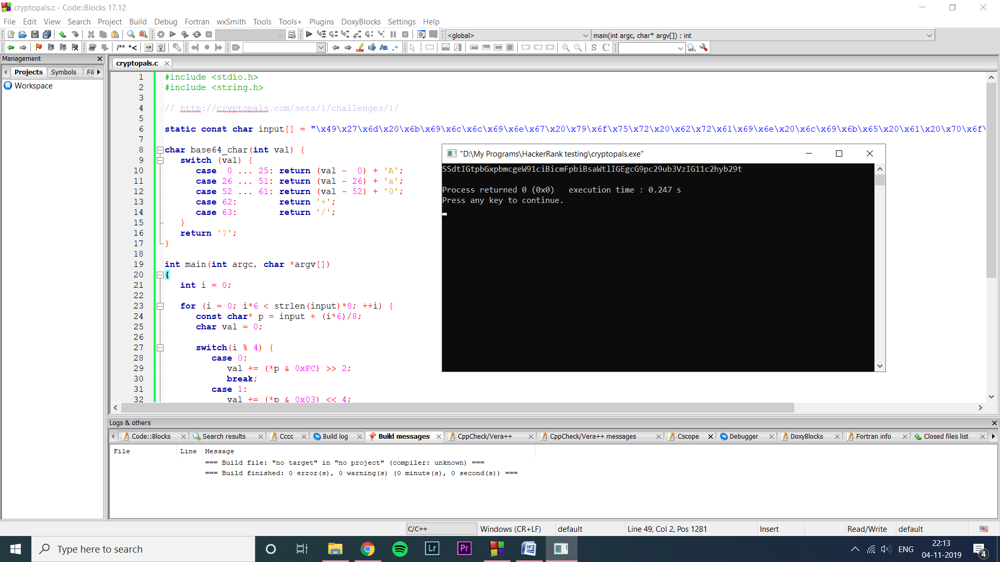 cryptopals.c - Code::Blocks 17.12
File Edit View Search Project Build Debug Fortran wxSmith Tools Tools+ Plugins DoxyBlocks Settings Help
<global> main(int argc, char* argv[]) : int
/** *< S C
Management
Projects Symbols Fil
Workspace
cryptopals.c
1 #include <stdio.h>
2 #include <string.h>
3
4 // http://cryptopals.com/sets/1/challenges/1/
5
6 static const char input[] = "\x49\x27\x6d\x20\x6b\x69\x6c\x6c\x69\x6e\x67\x20\x79\x6f\x75\x72\x20\x62\x72\x61\x69\x6e\x20\x6c\x69\x6b\x65\x20\x61\x20\x70\x6f\
7
8 char base64_char(int val) {
9 switch (val) {
10 case 0 ... 25: return (val - 0) + 'A';
11 case 26 ... 51: return (val - 26) + 'a';
12 case 52 ... 61: return (val - 52) + '0';
13 case 62: return '+';
14 case 63: return '/';
15 }
16 return '?';
17 }
18
19 int main(int argc, char *argv[])
20 {
21 int i = 0;
22
23 for (i = 0; i*6 < strlen(input)*8; ++i) {
24 const char* p = input + (i*6)/8;
25 char val = 0;
26
27 switch(i % 4) {
28 case 0:
29 val += (*p & 0xFC) >> 2;
30 break;
31 case 1:
32 val += (*p & 0x03) << 4;
"D:\My Programs\HackerRank testing\cryptopals.exe"
SSdtIGtpbGxpbmcgeW91ciBicmFpbiBsaWtlIGEgcG9pc29ub3VzIG11c2hyb29t
Process returned 0 (0x0) execution time : 0.247 s
Press any key to continue.
Logs & others
Code::Blocks Search results Cccc Build log Build messages CppCheck/Vera++ CppCheck/Vera++ messages Cscope Debugger DoxyBlocks Fortran info Closed files list
File Line Message
=== Build file: "no target" in "no project" (compiler: unknown) ===
=== Build finished: 0 error(s), 0 warning(s) (0 minute(s), 0 second(s)) ===
C/C++ Windows (CR+LF) default Line 49, Col 2, Pos 1281 Insert Read/Write default
Type here to search
Lr Pr
ENG
22:13
04-11-2019
4